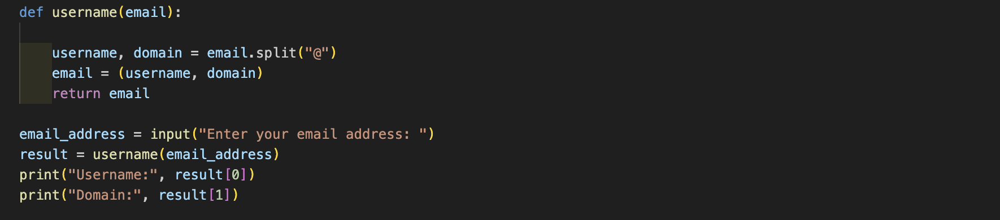 def username(email):
    username, domain = email.split("@")
    email = (username, domain)
    return email
email_address = input("Enter your email address: ")
result = username(email_address)
print("Username:", result[0])
print("Domain:", result[1])